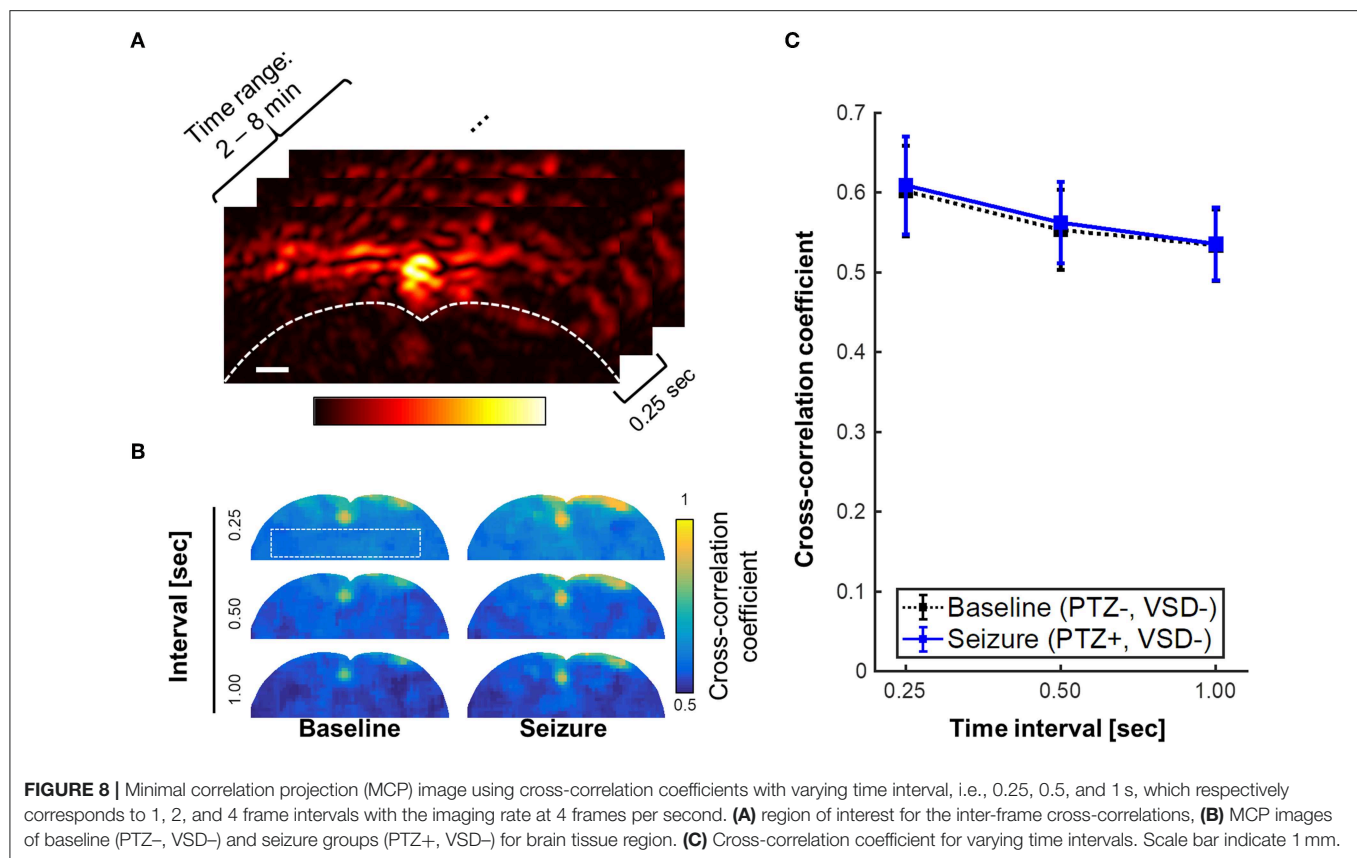 A
Time range:
2 – 8 min
...
0.25 sec
B
Interval [sec]
0.25
0.50
1.00
Baseline
Seizure
1
0.5
Cross-correlation
coefficient
C
Cross-correlation coefficient
0.7
0.6
0.5
0.4
0.3
0.2
0.1
0
Baseline (PTZ-, VSD-)
Seizure (PTZ+, VSD-)
0.25
0.50
1.00
Time interval [sec]
FIGURE 8 | Minimal correlation projection (MCP) image using cross-correlation coefficients with varying time interval, i.e., 0.25, 0.5, and 1 s, which respectively
corresponds to 1, 2, and 4 frame intervals with the imaging rate at 4 frames per second. (A) region of interest for the inter-frame cross-correlations, (B) MCP images
of baseline (PTZ–, VSD–) and seizure groups (PTZ+, VSD–) for brain tissue region. (C) Cross-correlation coefficient for varying time intervals. Scale bar indicate 1 mm.